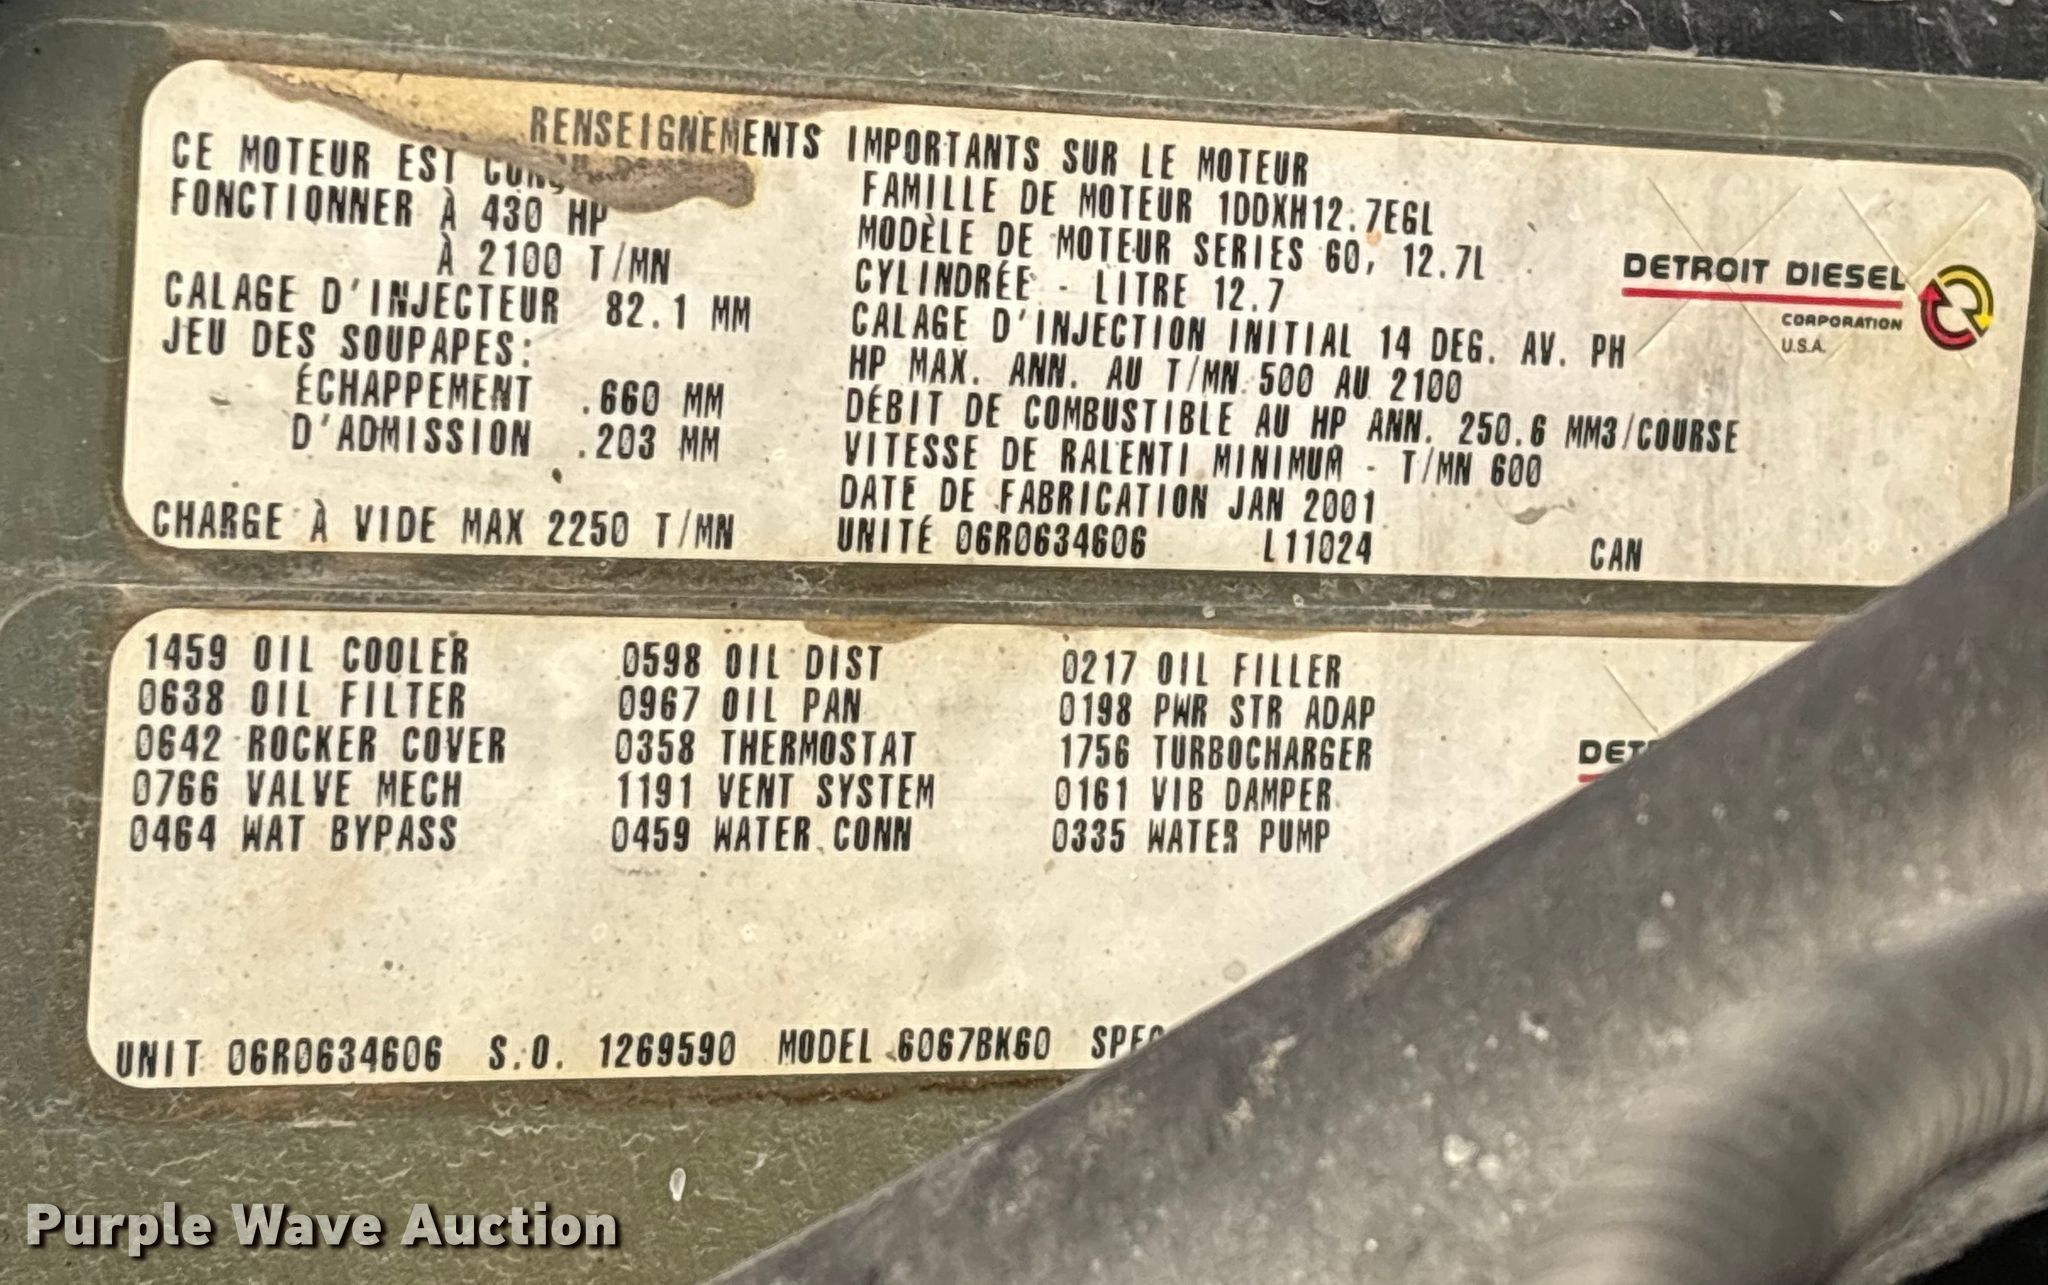 RENSEIGNEMENTS IMPORTANTS SUR LE MOTEUR
CE MOTEUR EST
FONCTIONNER À 430 HP
À 2100 T/MN
CALAGE D'INJECTEUR 82.1 MM
JEU DES SOUPAPES:
ÉCHAPPEMENT .660 MM
D'ADMISSION .203 MM
CHARGE À VIDE MAX 2250 T/MN
FAMILLE DE MOTEUR 1DDXH12.7EGL
MODÈLE DE MOTEUR SERIES 60, 12.7L
CYLINDRÉE - LITRE 12.7
CALAGE D'INJECTION INITIAL 14 DEG. AV. PH
HP MAX. ANN. AU T/MN 500 AU 2100
DÉBIT DE COMBUSTIBLE AU HP ANN. 250.6 MM3/COURSE
VITESSE DE RALENTI MINIMUM - T/MN 600
DATE DE FABRICATION JAN 2001
UNITÉ 06R0634606 L11024 CAN
DETROIT DIESEL
CORPORATION
U.S.A.
1459 OIL COOLER 0598 OIL DIST 0217 OIL FILLER
0638 OIL FILTER 0967 OIL PAN 0198 PWR STR ADAP
0642 ROCKER COVER 0358 THERMOSTAT 1756 TURBOCHARGER
0766 VALVE MECH 1191 VENT SYSTEM 0161 VIB DAMPER
0464 WAT BYPASS 0459 WATER CONN 0335 WATER PUMP
DET
UNIT 06R0634606 S.O. 1269590 MODEL 6067BK60 SPEC
Purple Wave Auction